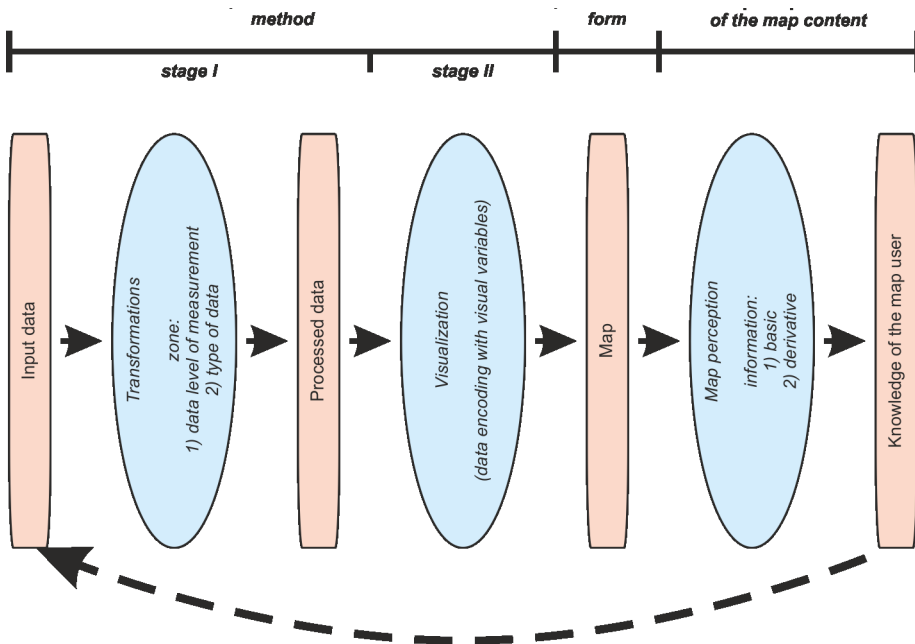 method
form
of the map content
stage I
stage II
Input data
Transformations
zone:
1) data level of measurement
2) type of data
Processed data
Visualization
(data encoding with visual variables)
Map
Map perception
information:
1) basic
2) derivative
Knowledge of the map user